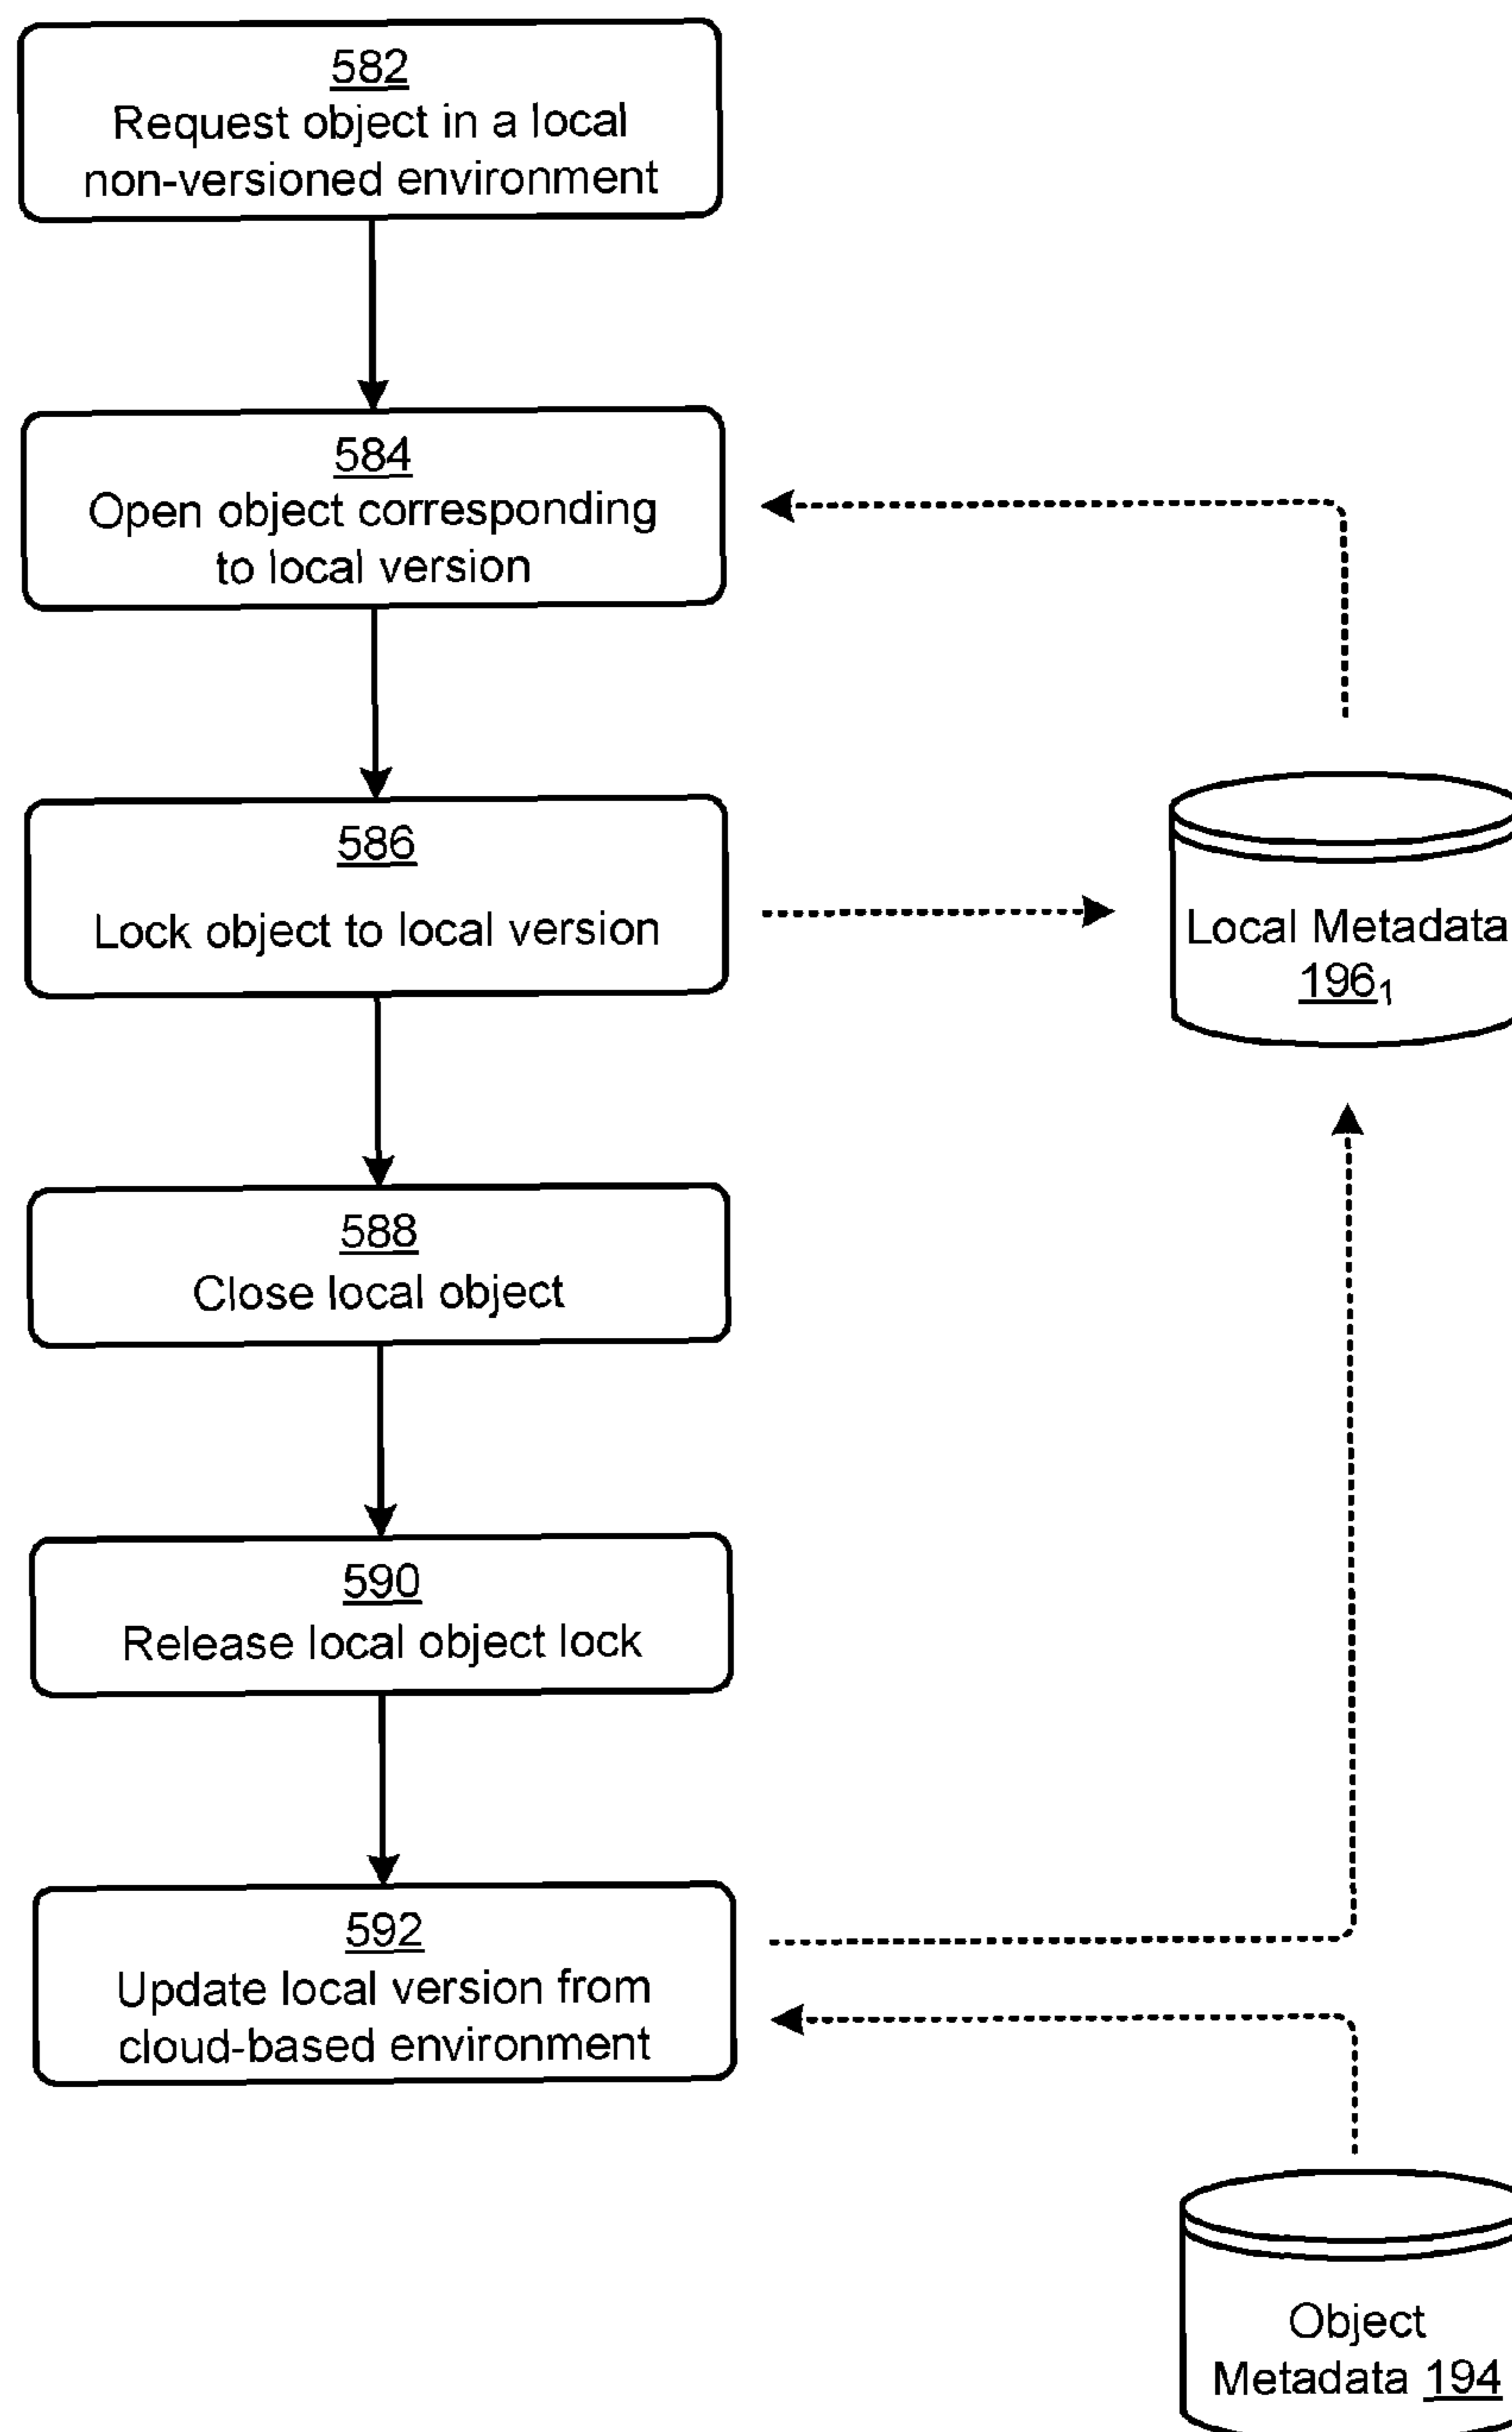 582
Request object in a local
non-versioned environment
584
Open object corresponding
to local version
586
Lock object to local version
Local Metadata
196₁
588
Close local object
590
Release local object lock
592
Update local version from
cloud-based environment
Object
Metadata 194